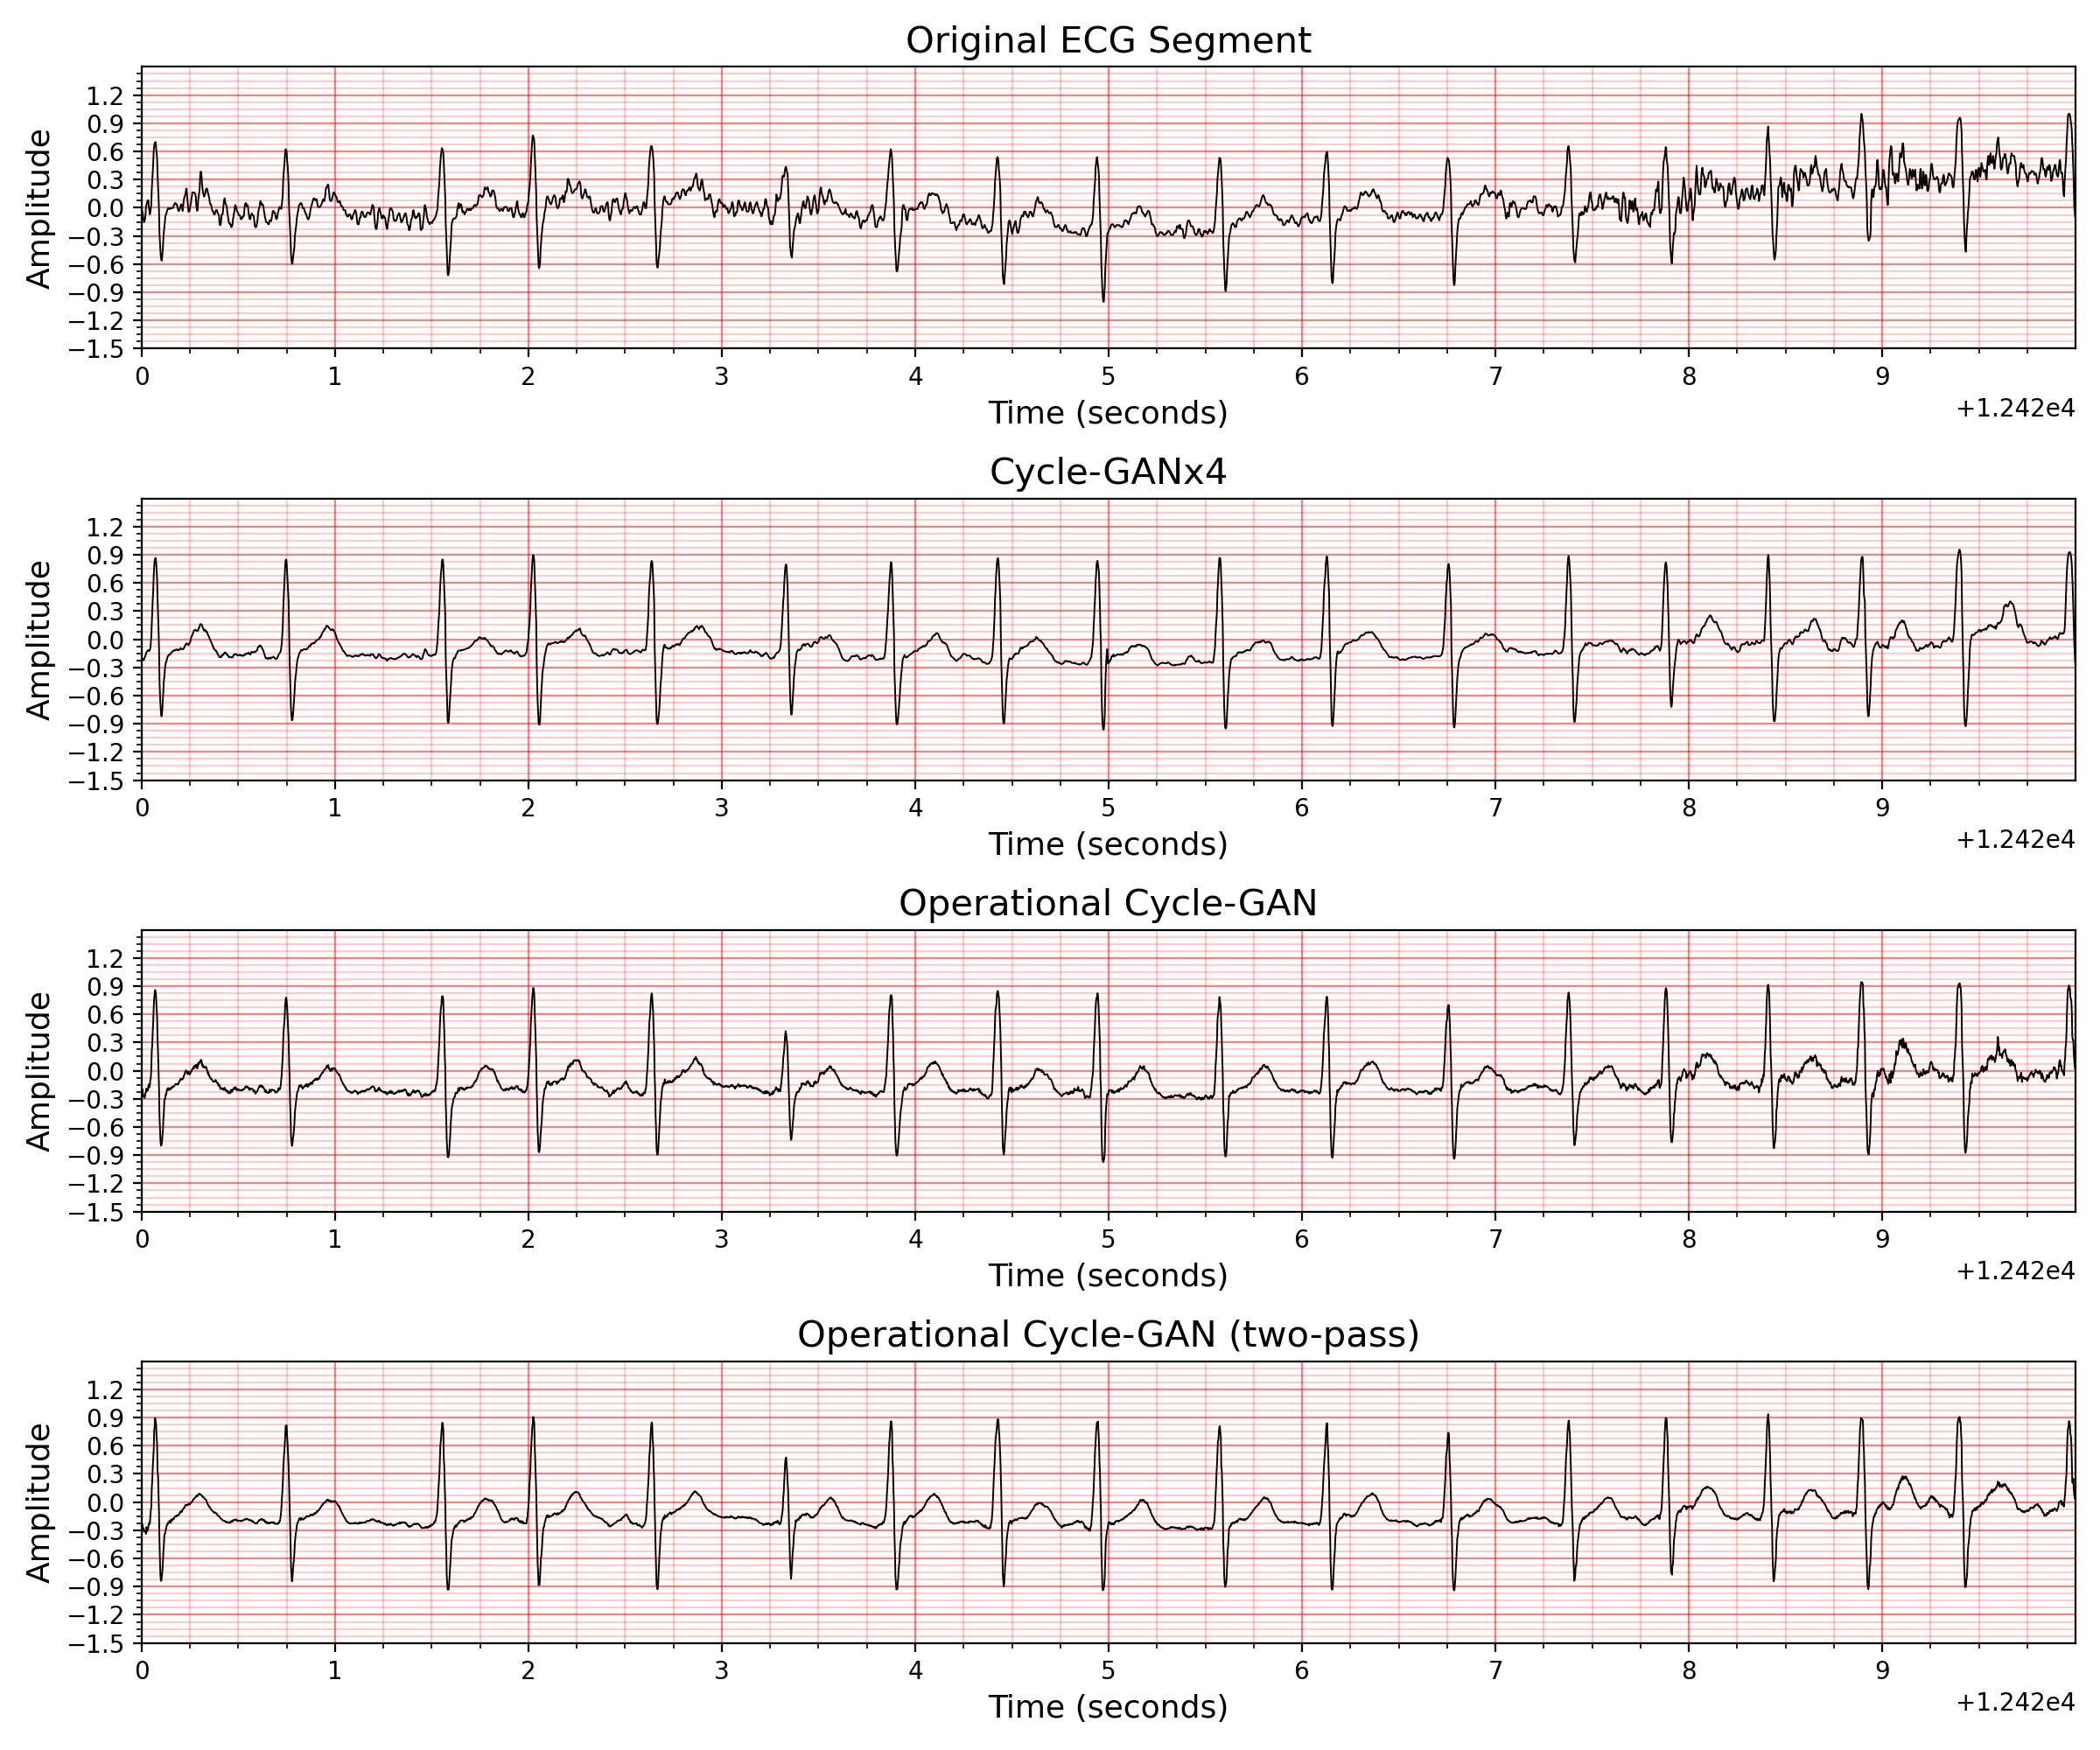 Original ECG Segment
1.2
0.9
0.6
0.3
0.0
−0.3
−0.6
−0.9
−1.2
−1.5
Amplitude
0 1 2 3 4 5 6 7 8 9
Time (seconds)
+1.242e4
Cycle-GANx4
1.2
0.9
0.6
0.3
0.0
−0.3
−0.6
−0.9
−1.2
−1.5
Amplitude
0 1 2 3 4 5 6 7 8 9
Time (seconds)
+1.242e4
Operational Cycle-GAN
1.2
0.9
0.6
0.3
0.0
−0.3
−0.6
−0.9
−1.2
−1.5
Amplitude
0 1 2 3 4 5 6 7 8 9
Time (seconds)
+1.242e4
Operational Cycle-GAN (two-pass)
1.2
0.9
0.6
0.3
0.0
−0.3
−0.6
−0.9
−1.2
−1.5
Amplitude
0 1 2 3 4 5 6 7 8 9
Time (seconds)
+1.242e4